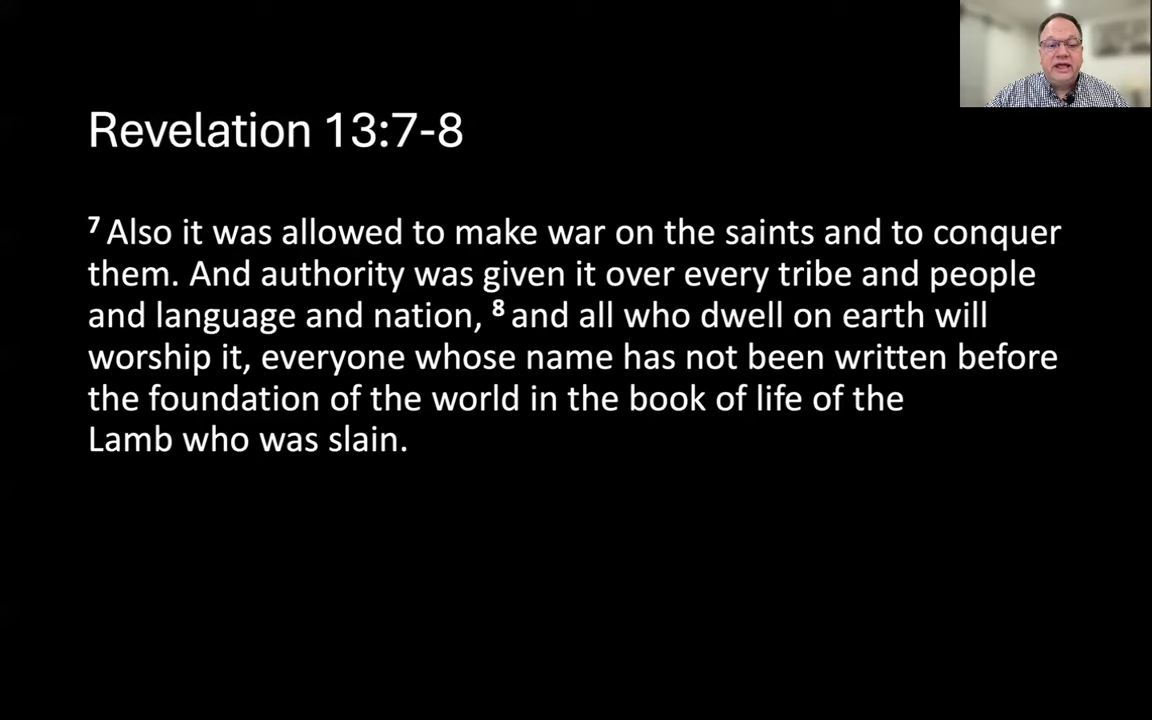 Revelation 13:7-8
⁷ Also it was allowed to make war on the saints and to conquer
them. And authority was given it over every tribe and people
and language and nation, ⁸ and all who dwell on earth will
worship it, everyone whose name has not been written before
the foundation of the world in the book of life of the
Lamb who was slain.